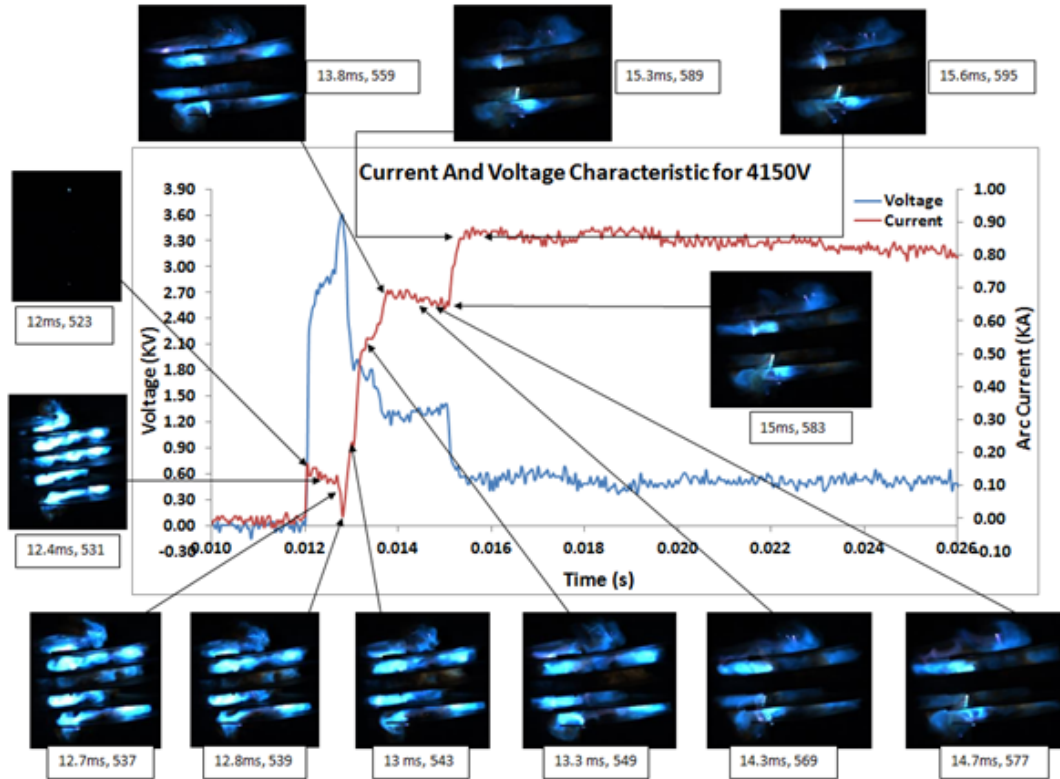 13.8ms, 559
15.3ms, 589
15.6ms, 595
Current And Voltage Characteristic for 4150V
Voltage
Current
Voltage (KV)
3.90
3.60
3.30
3.00
2.70
2.40
2.10
1.80
1.50
1.20
0.90
0.60
0.30
0.00
-0.30
Arc Current (KA)
1.00
0.90
0.80
0.70
0.60
0.50
0.40
0.30
0.20
0.10
0.00
-0.10
0.010
0.012
0.014
0.016
0.018
0.020
0.022
0.024
0.026
Time (s)
12ms, 523
12.4ms, 531
15ms, 583
12.7ms, 537
12.8ms, 539
13 ms, 543
13.3 ms, 549
14.3ms, 569
14.7ms, 577